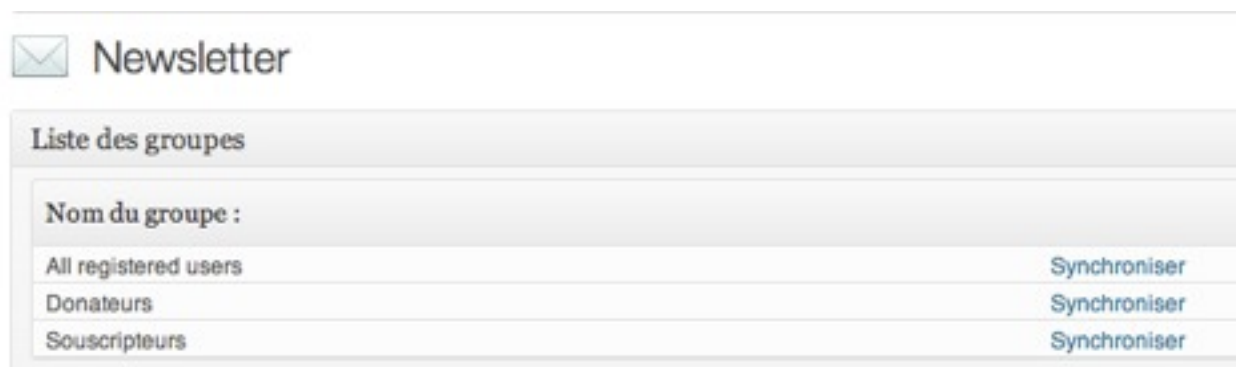 Newsletter
Liste des groupes
Nom du groupe :
All registered users Synchroniser
Donateurs Synchroniser
Souscripteurs Synchroniser